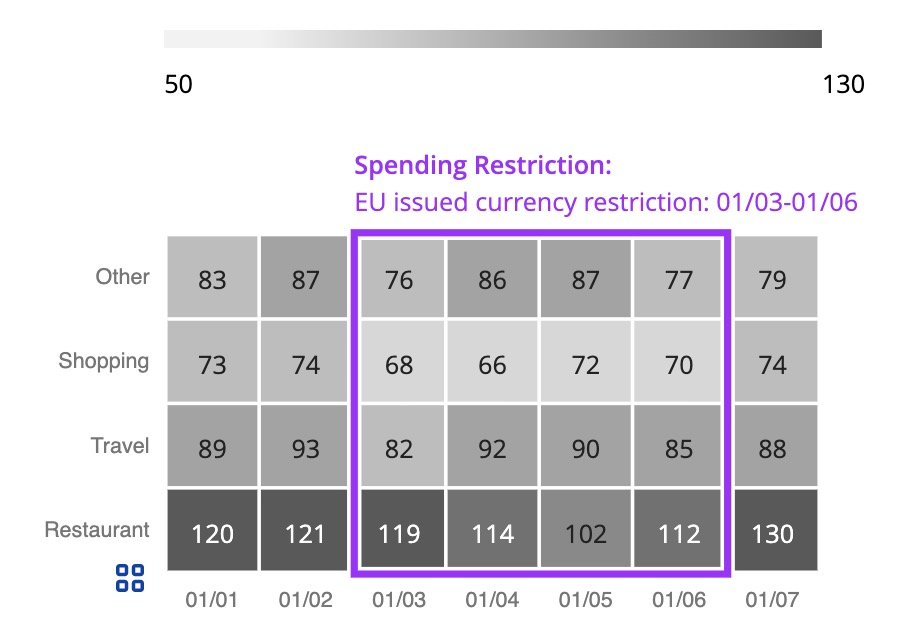 50 130
Spending Restriction:
EU issued currency restriction: 01/03-01/06
Other 83 87 76 86 87 77 79
Shopping 73 74 68 66 72 70 74
Travel 89 93 82 92 90 85 88
Restaurant 120 121 119 114 102 112 130
01/01 01/02 01/03 01/04 01/05 01/06 01/07